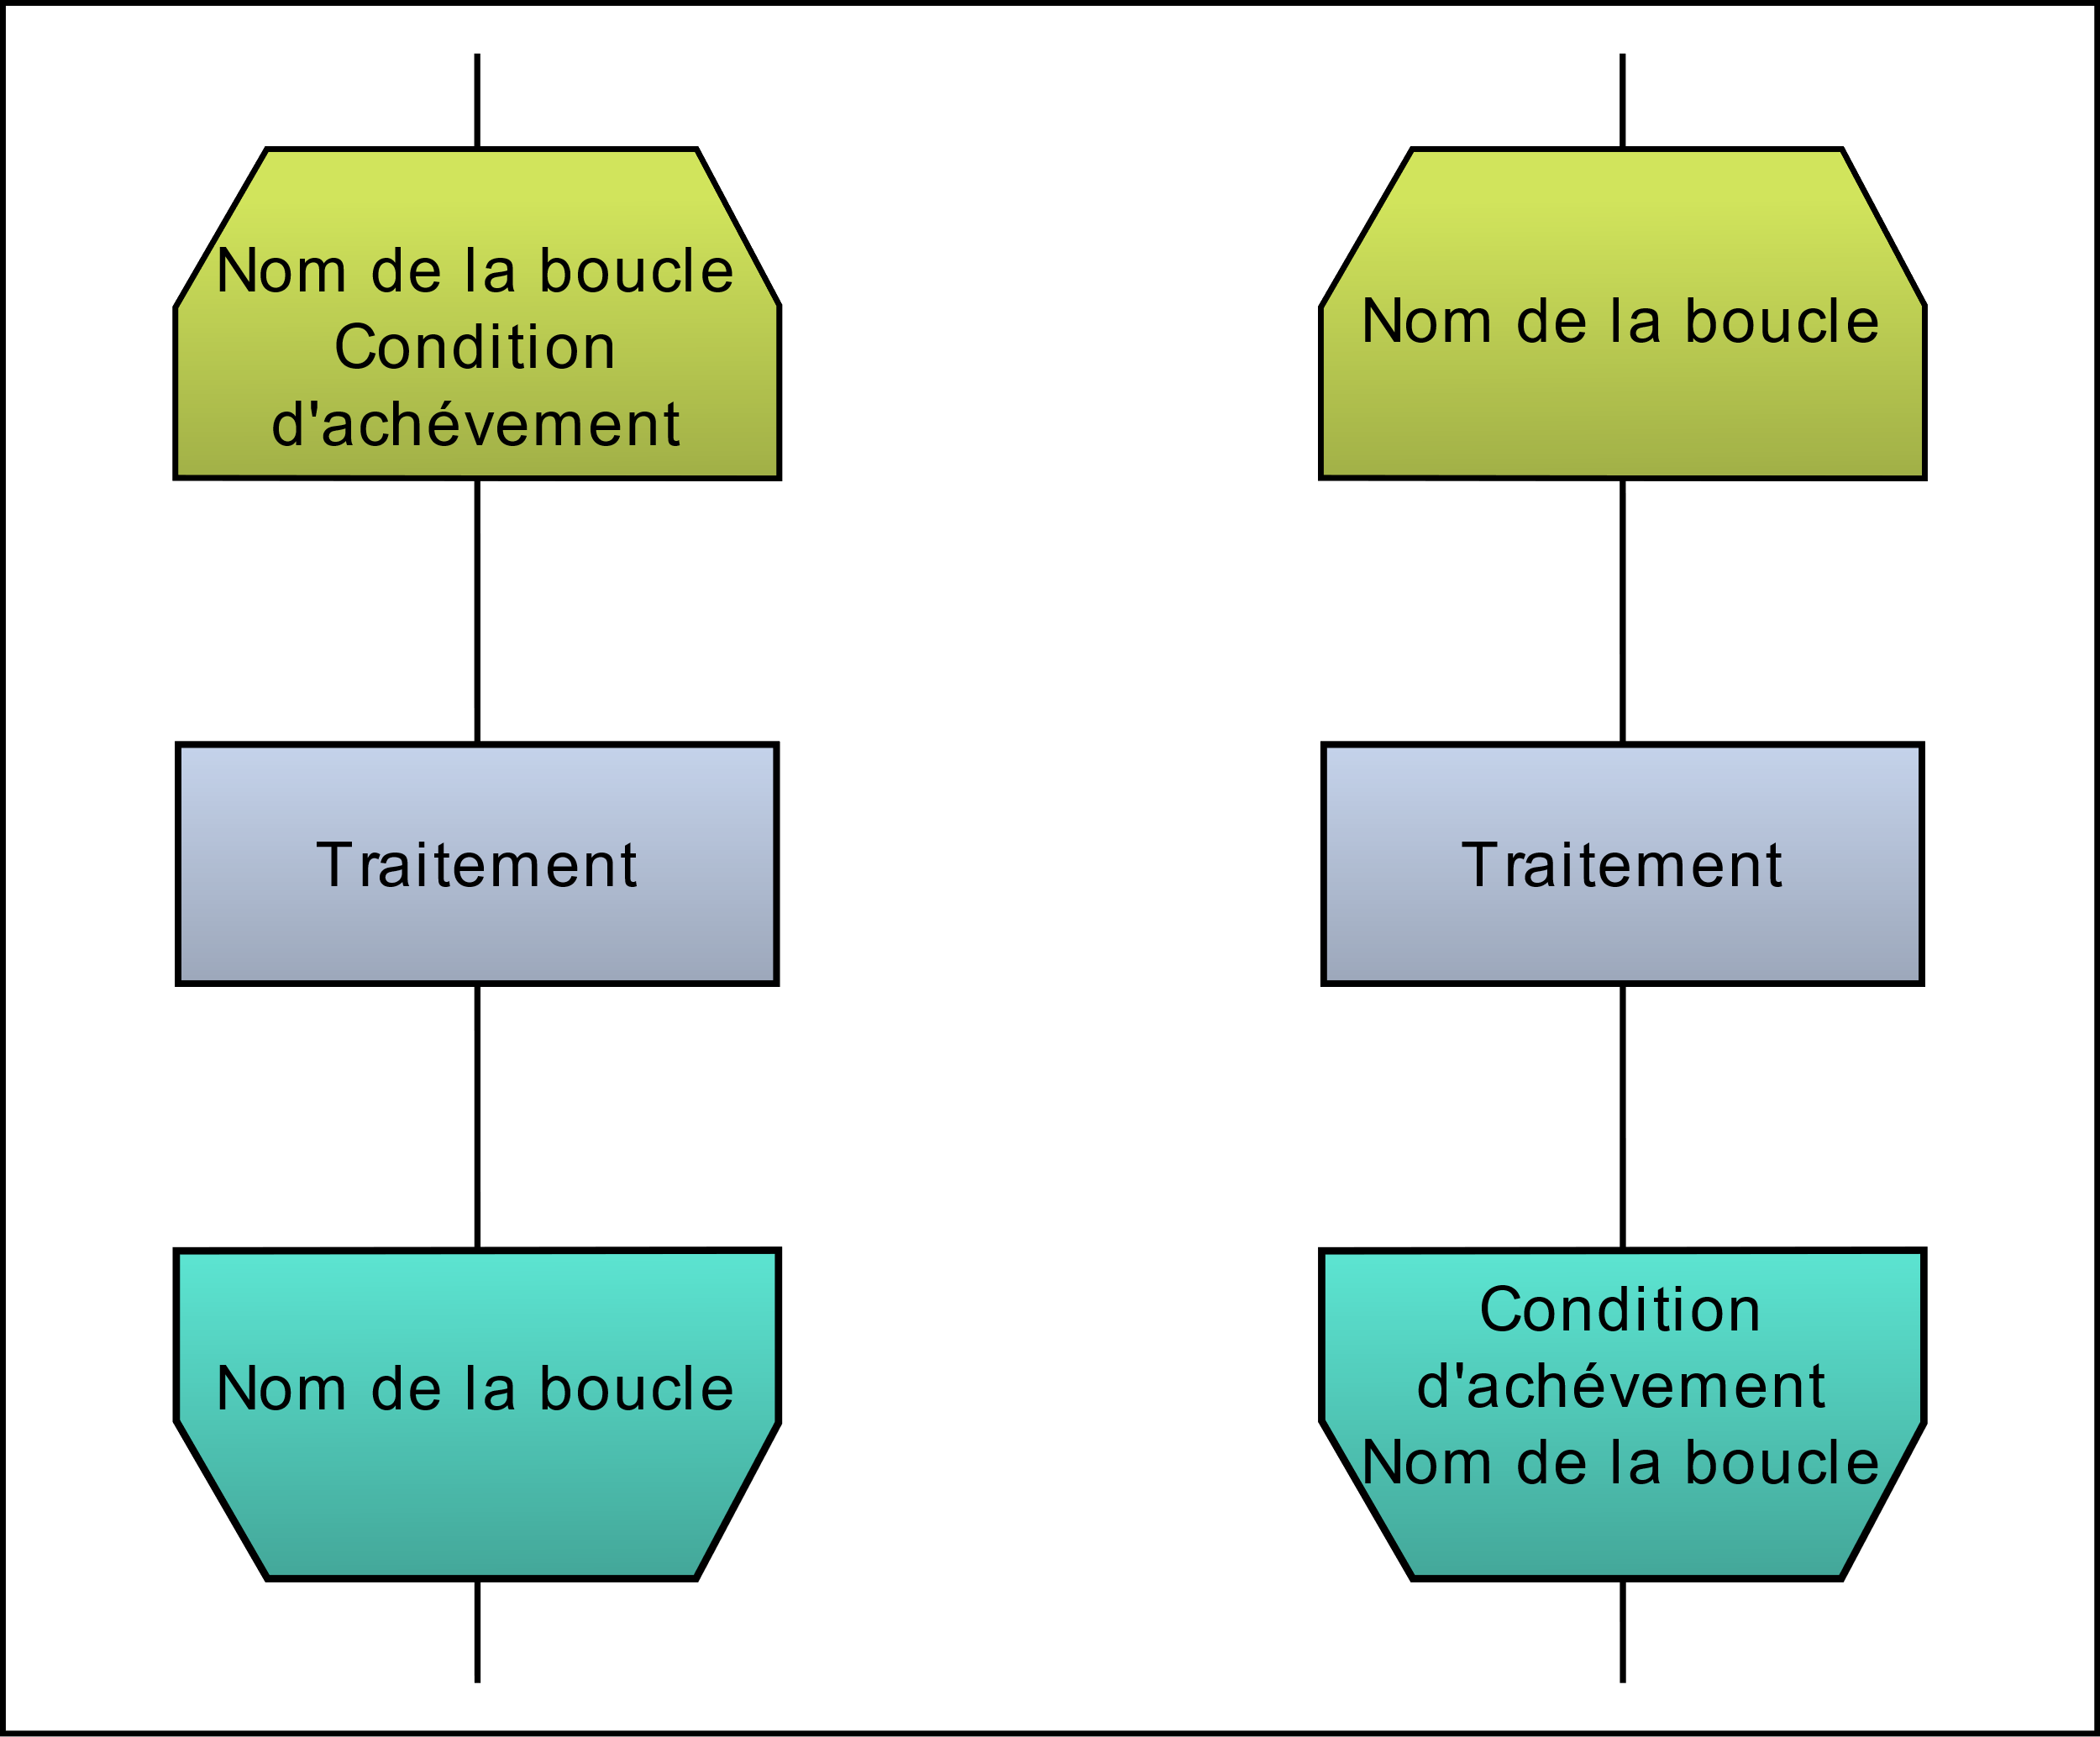 Nom de la boucle
Condition
d'achévement
Traitement
Nom de la boucle
Nom de la boucle
Traitement
Condition
d'achévement
Nom de la boucle